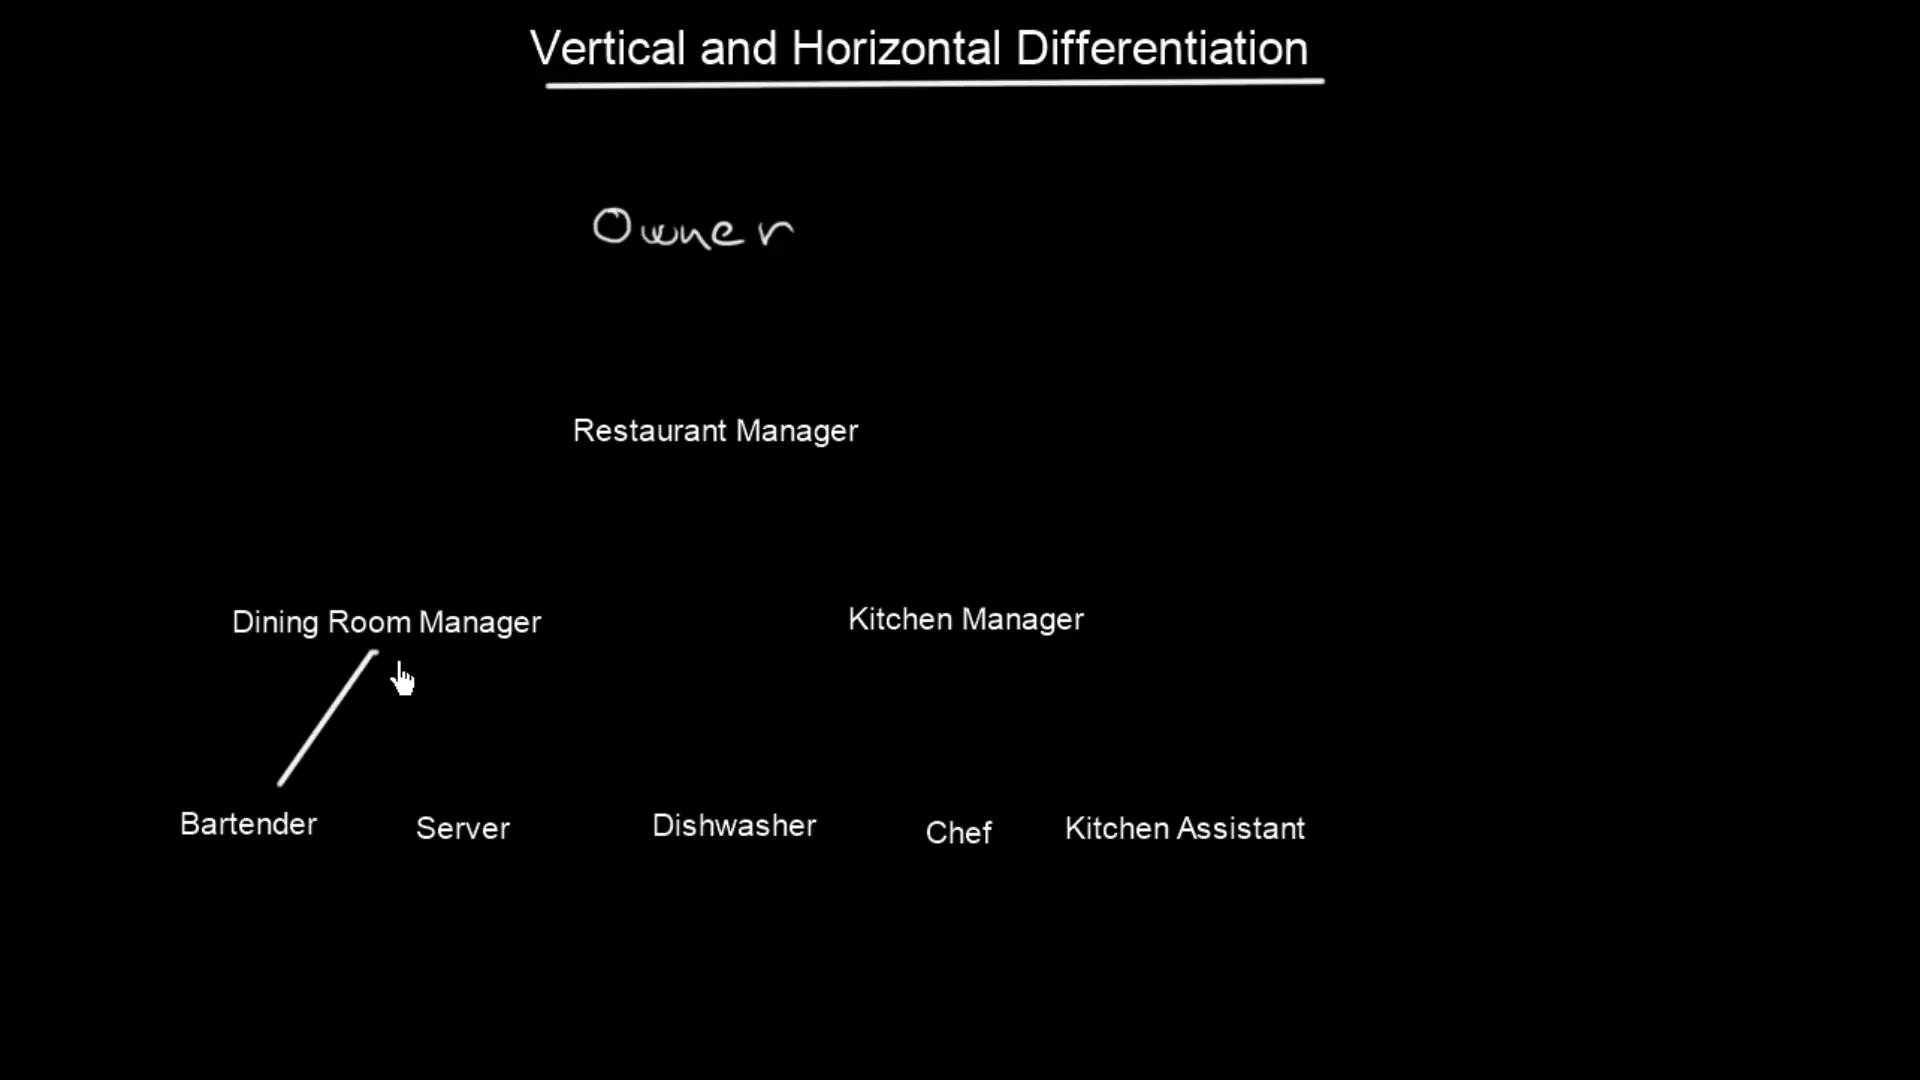 Vertical and Horizontal Differentiation
Owner
Restaurant Manager
Dining Room Manager
Kitchen Manager
Bartender
Server
Dishwasher
Chef
Kitchen Assistant